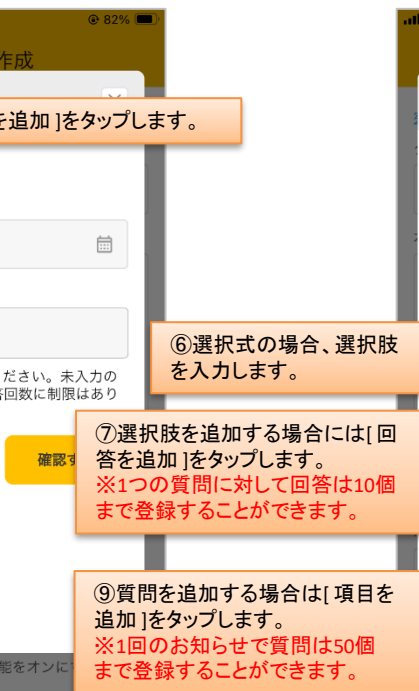 82%
作成
を追加 ]をタップします。
⑥選択式の場合、選択肢
を入力します。
ださい。未入力の
答回数に制限はあり
確認す
⑦選択肢を追加する場合には[ 回
答を追加 ]をタップします。
※1つの質問に対して回答は10個
まで登録することができます。
⑨質問を追加する場合は[ 項目を
追加 ]をタップします。
※1回のお知らせで質問は50個
まで登録することができます。
能をオンに